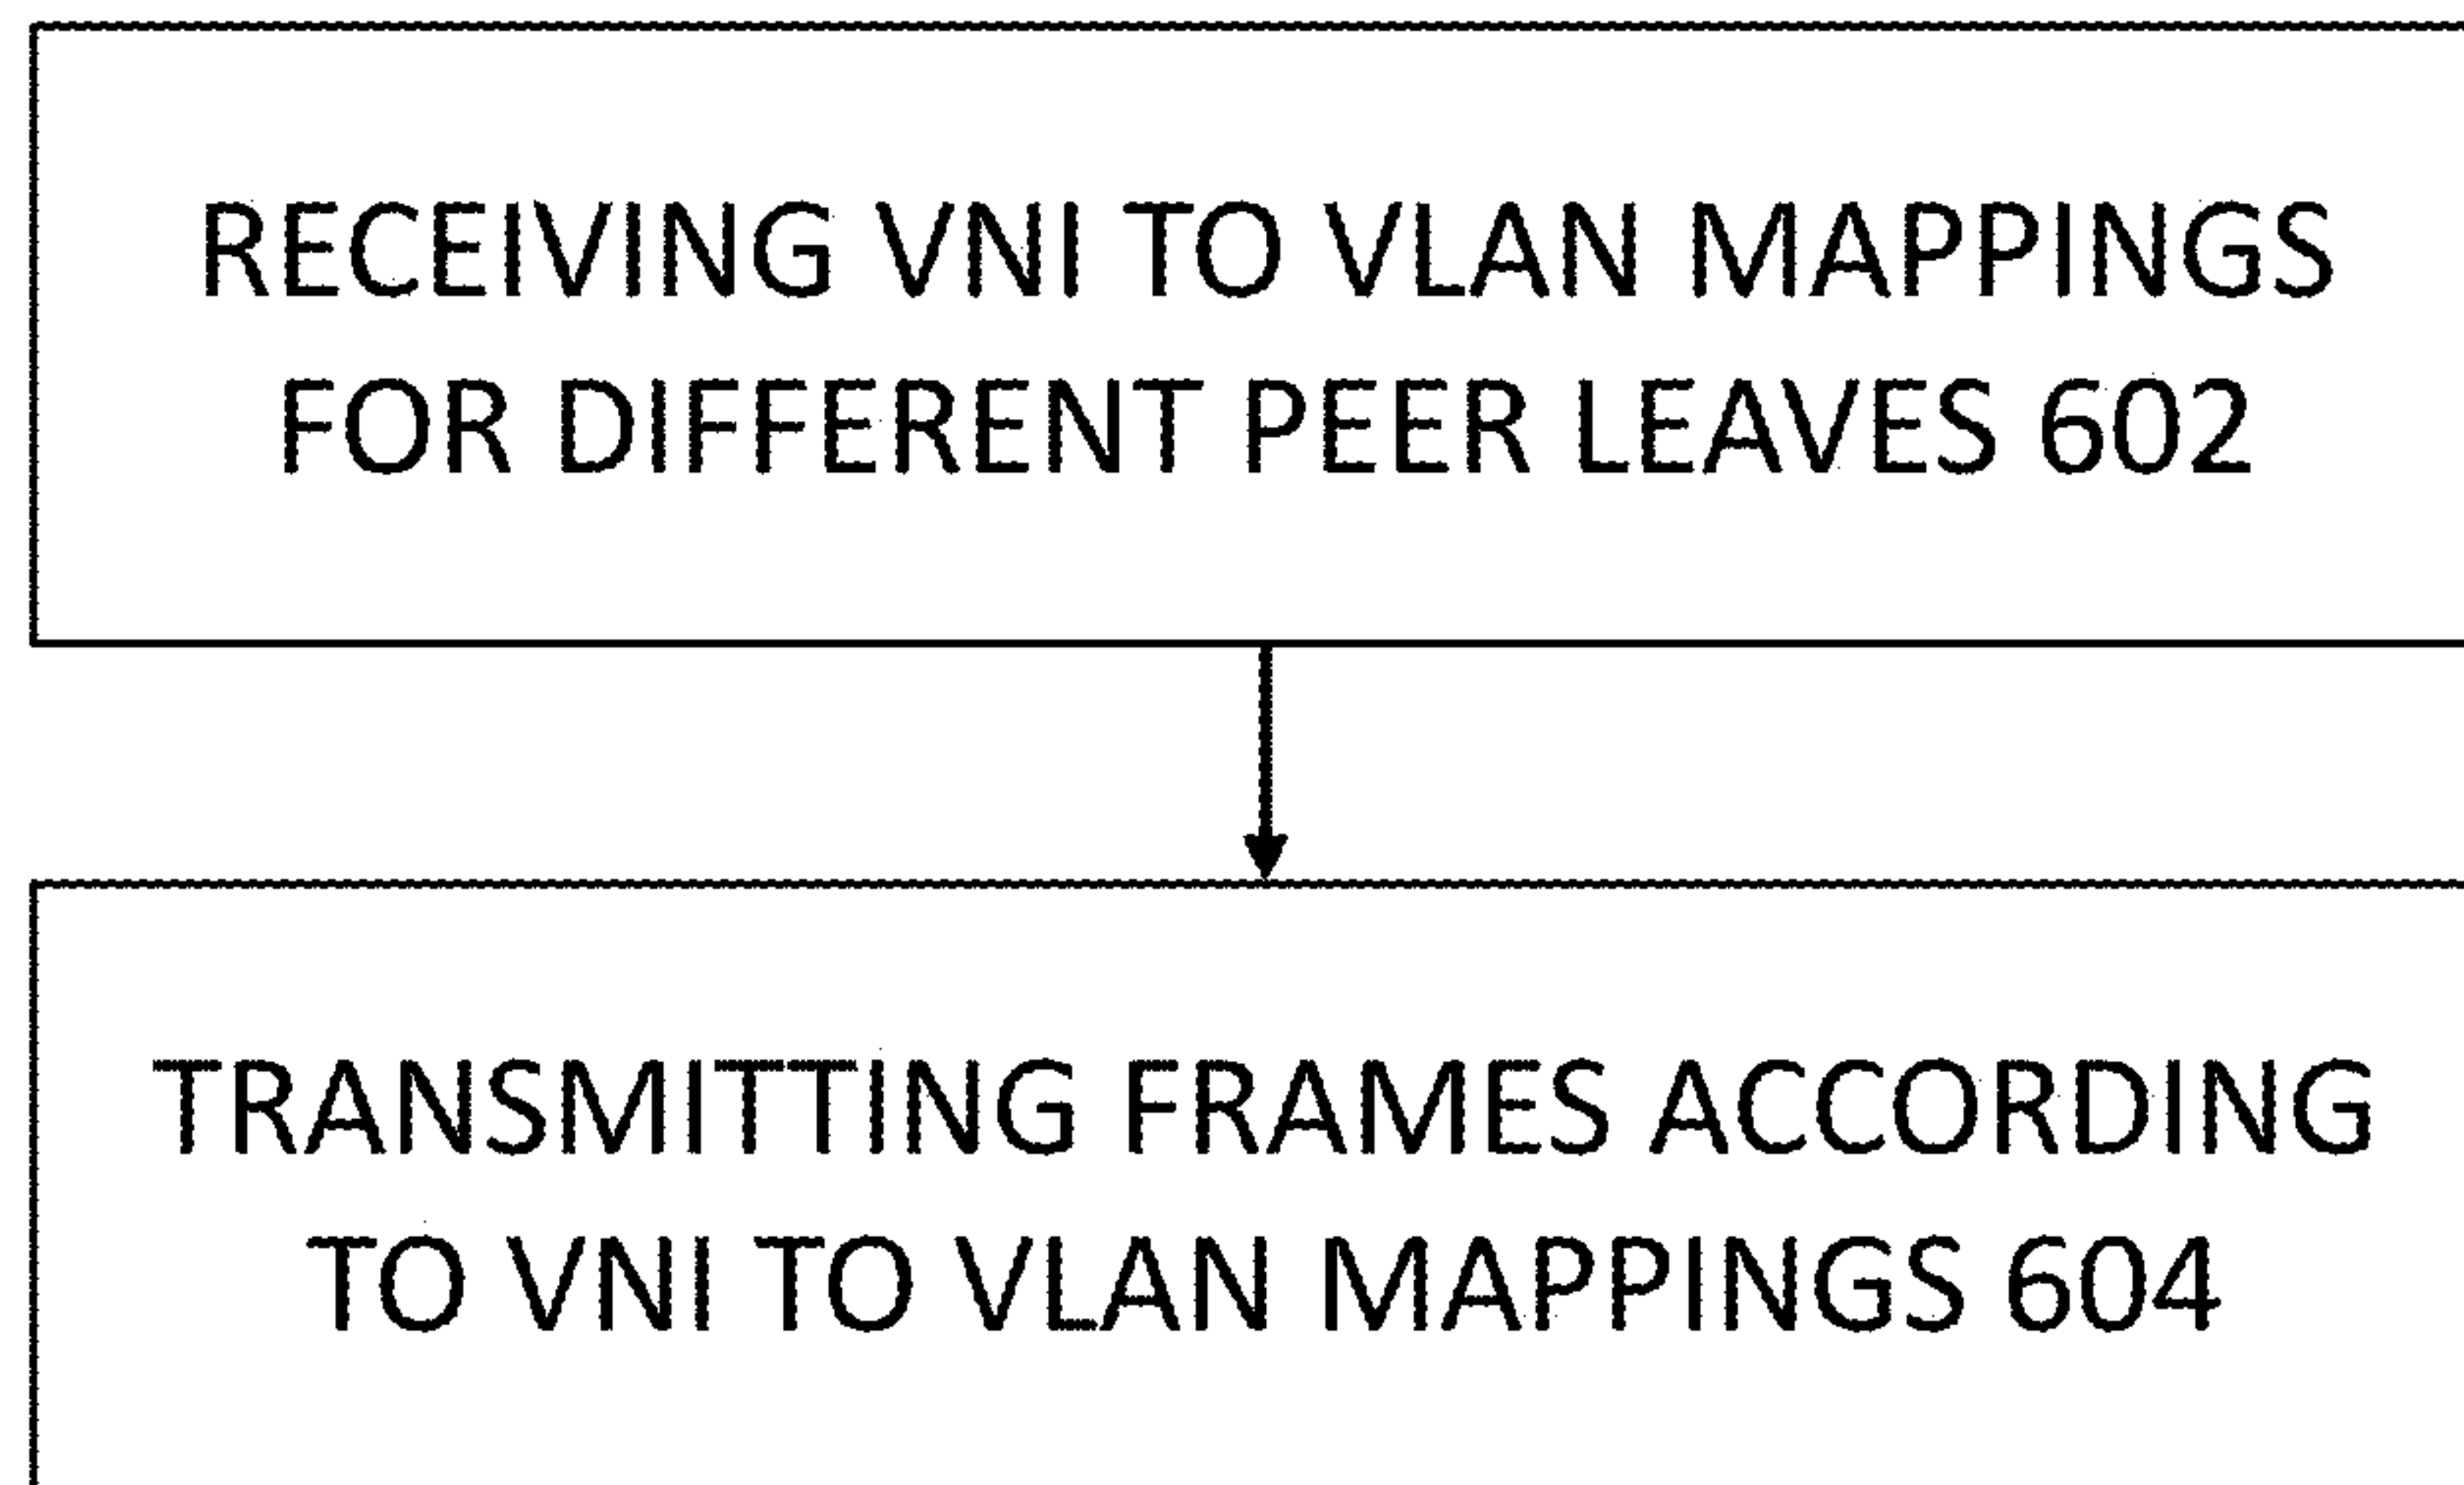 RECEIVING VNI TO VLAN MAPPINGS
FOR DIFFERENT PEER LEAVES 602
TRANSMITTING FRAMES ACCORDING
TO VNI TO VLAN MAPPINGS 604